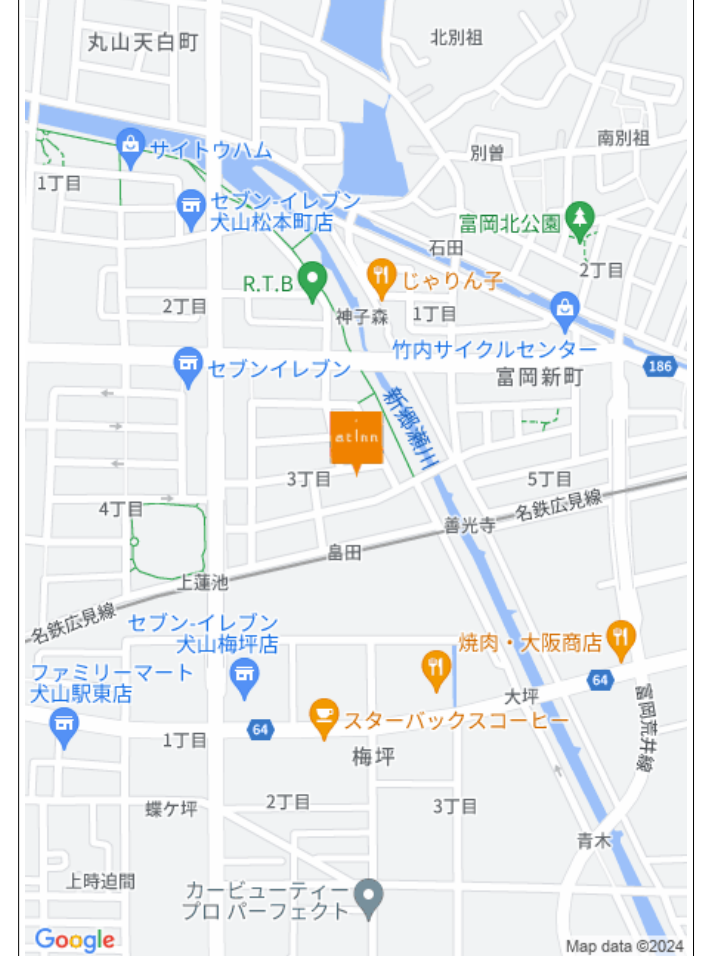 丸山天白町
北別祖
南別祖
別曽
サイトウハム
1丁目
セブン-イレブン
犬山松本町店
富岡北公園
石田
2丁目
R.T.B
じゃりん子
2丁目
神子森
1丁目
竹内サイクルセンター
186
セブンイレブン
富岡新町
新郷瀬川
at inn
3丁目
5丁目
4丁目
名鉄広見線
善光寺
畠田
上蓮池
名鉄広見線
セブン-イレブン
犬山梅坪店
焼肉・大阪商店
ファミリーマート
犬山駅東店
64
大坪
富岡荒井線
スターバックスコーヒー
64
1丁目
梅坪
2丁目
3丁目
蝶ケ坪
青木
上時迫間
カービューティー
プロ パーフェクト
Google
Map data ©2024